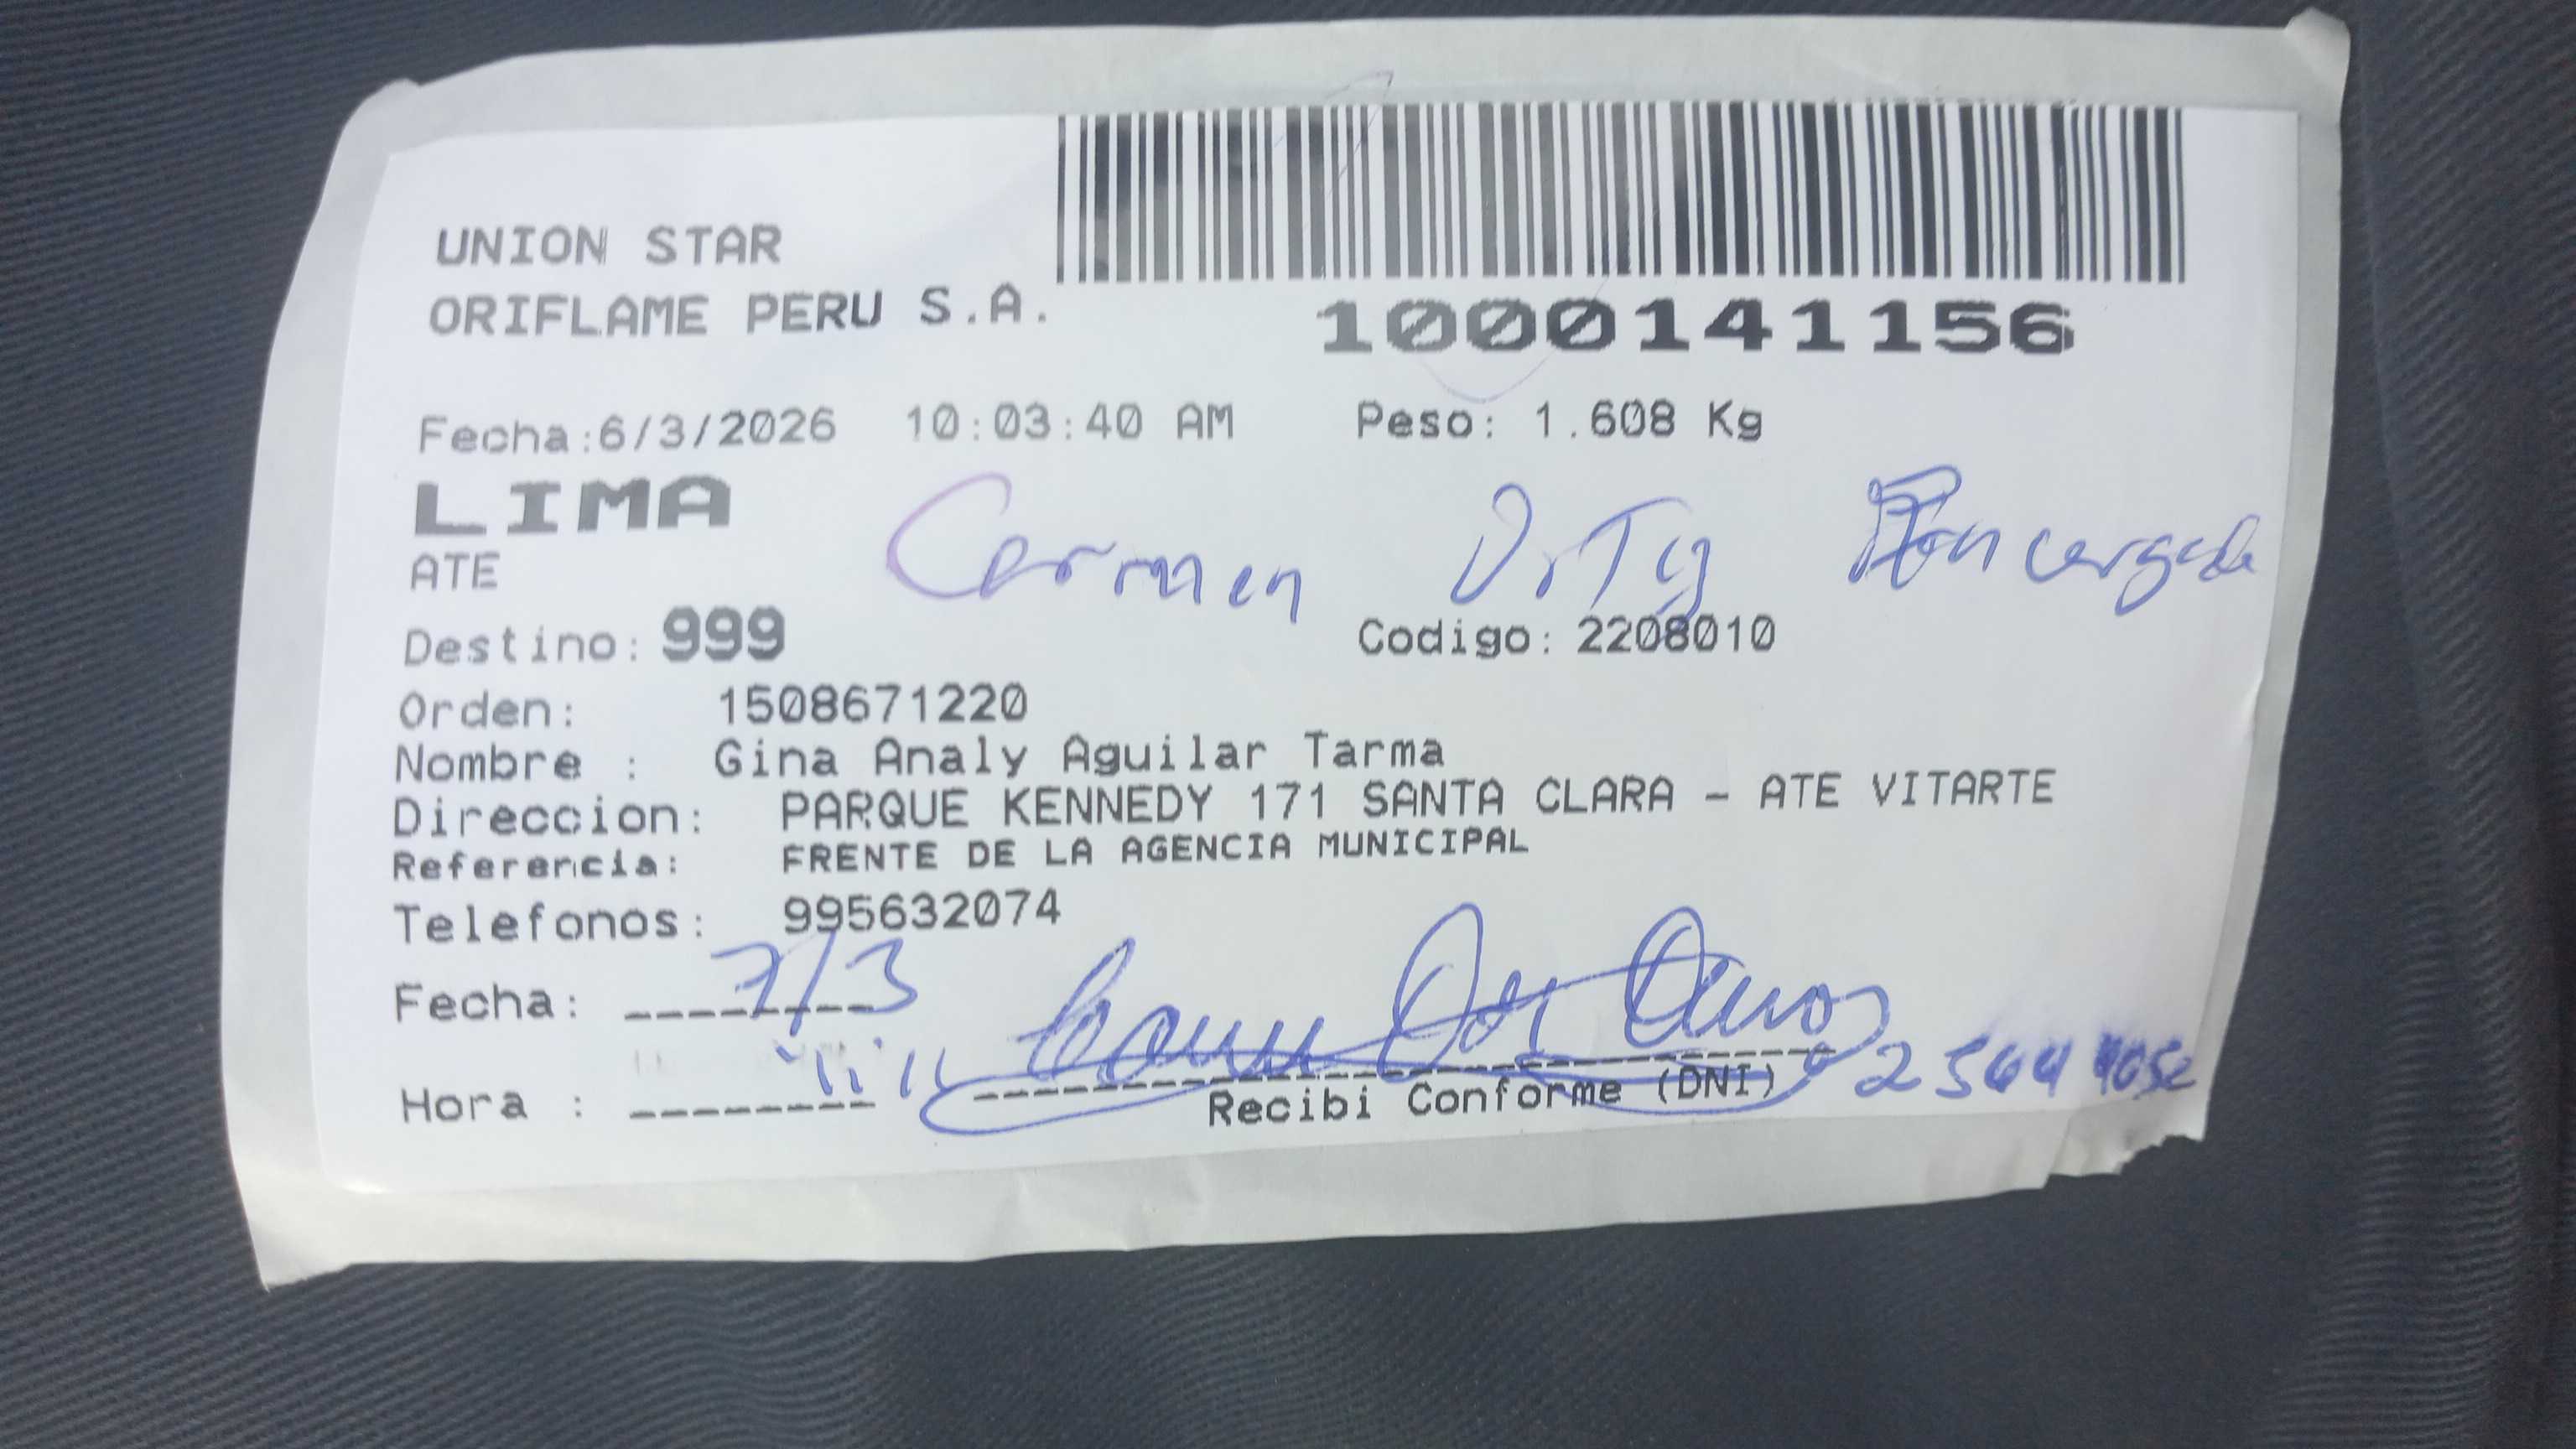 UNION STAR
ORIFLAME PERU S.A.
1000141156
Fecha:6/3/2026 10:03:40 AM Peso: 1.608 Kg
LIMA
Carmen
ATE
Destino: 999 Codigo: 2208010
Orden: 1508671220
Nombre : Gina Analy Aguilar Tarma
Direccion: PARQUE KENNEDY 171 SANTA CLARA - ATE VITARTE
Referencia: FRENTE DE LA AGENCIA MUNICIPAL
Telefonos: 995632074
Fecha: 7/3
Hora :
Recibi Conforme (DNI)